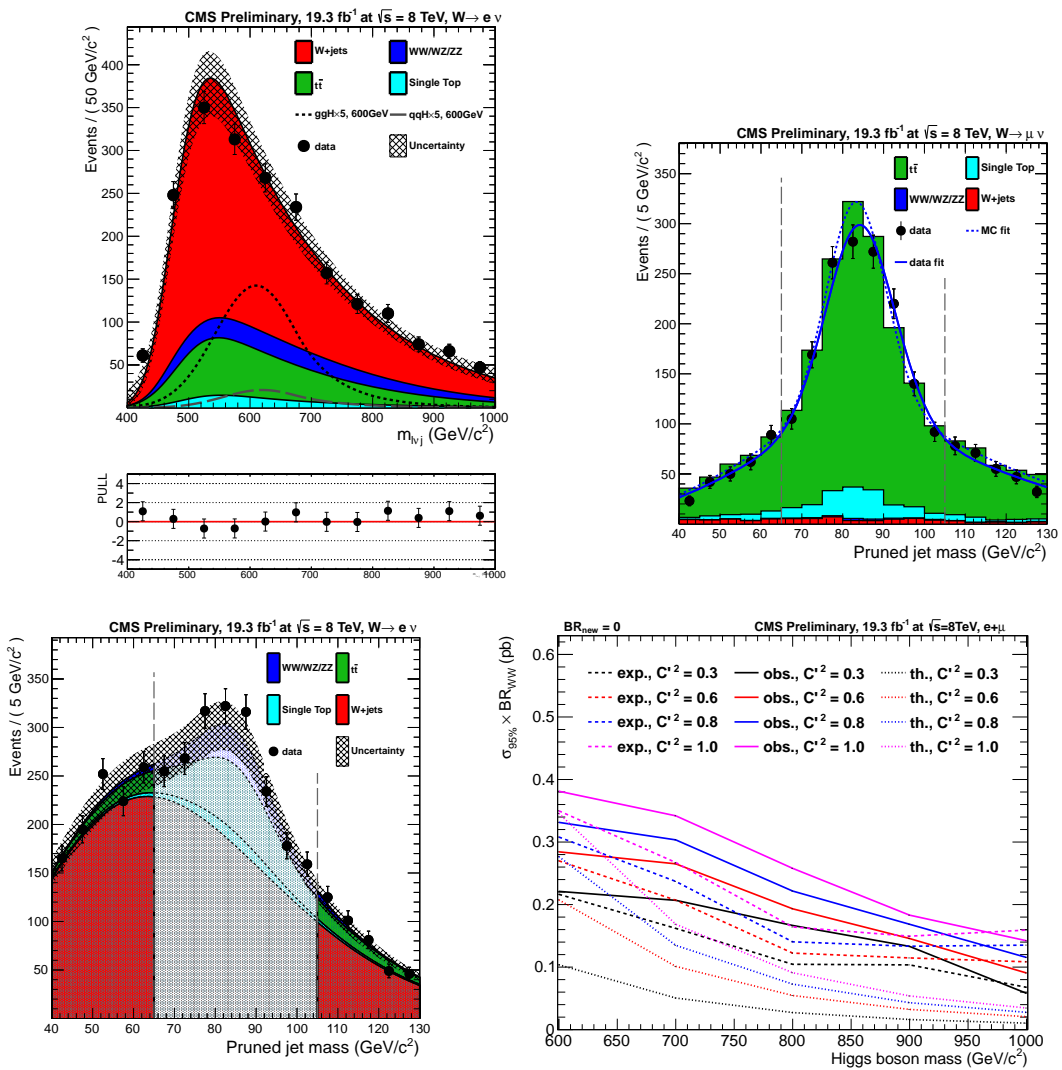 CMS Preliminary, 19.3 fb⁻¹ at √s = 8 TeV, W→ e ν
Events / ( 50 GeV/c² )
W+jets WW/WZ/ZZ
tt̄ Single Top
ggH×5, 600GeV qqH×5, 600GeV
data Uncertainty
400
350
300
250
200
150
100
50
400 500 600 700 800 900 1000
m_lνj (GeV/c²)
PULL
4
2
0
-2
-4
400 500 600 700 800 900 1000
CMS Preliminary, 19.3 fb⁻¹ at √s = 8 TeV, W→ μ ν
Events / ( 5 GeV/c² )
tt̄ Single Top
WW/WZ/ZZ W+jets
data MC fit
data fit
350
300
250
200
150
100
50
40 50 60 70 80 90 100 110 120 130
Pruned jet mass (GeV/c²)
CMS Preliminary, 19.3 fb⁻¹ at √s = 8 TeV, W→ e ν
Events / ( 5 GeV/c² )
WW/WZ/ZZ tt̄
Single Top W+jets
data Uncertainty
350
300
250
200
150
100
50
40 50 60 70 80 90 100 110 120 130
Pruned jet mass (GeV/c²)
BR_new = 0 CMS Preliminary, 19.3 fb⁻¹ at √s=8TeV, e+μ
σ_95% × BR_WW (pb)
exp., C'² = 0.3 obs., C'² = 0.3 th., C'² = 0.3
exp., C'² = 0.6 obs., C'² = 0.6 th., C'² = 0.6
exp., C'² = 0.8 obs., C'² = 0.8 th., C'² = 0.8
exp., C'² = 1.0 obs., C'² = 1.0 th., C'² = 1.0
0.6
0.5
0.4
0.3
0.2
0.1
0
600 650 700 750 800 850 900 950 1000
Higgs boson mass (GeV/c²)